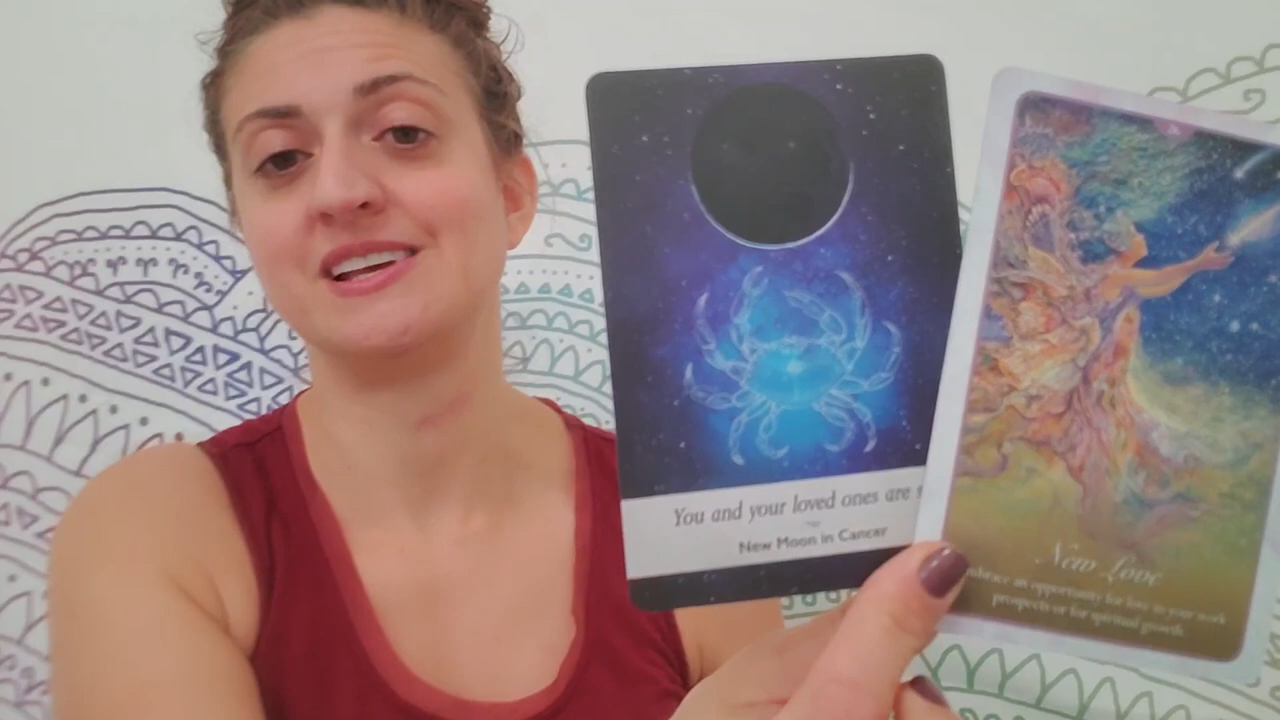 You and your loved ones are
New Moon in Cancer
New Love
Embrace an opportunity for love in your work
prospects or for spiritual growth.